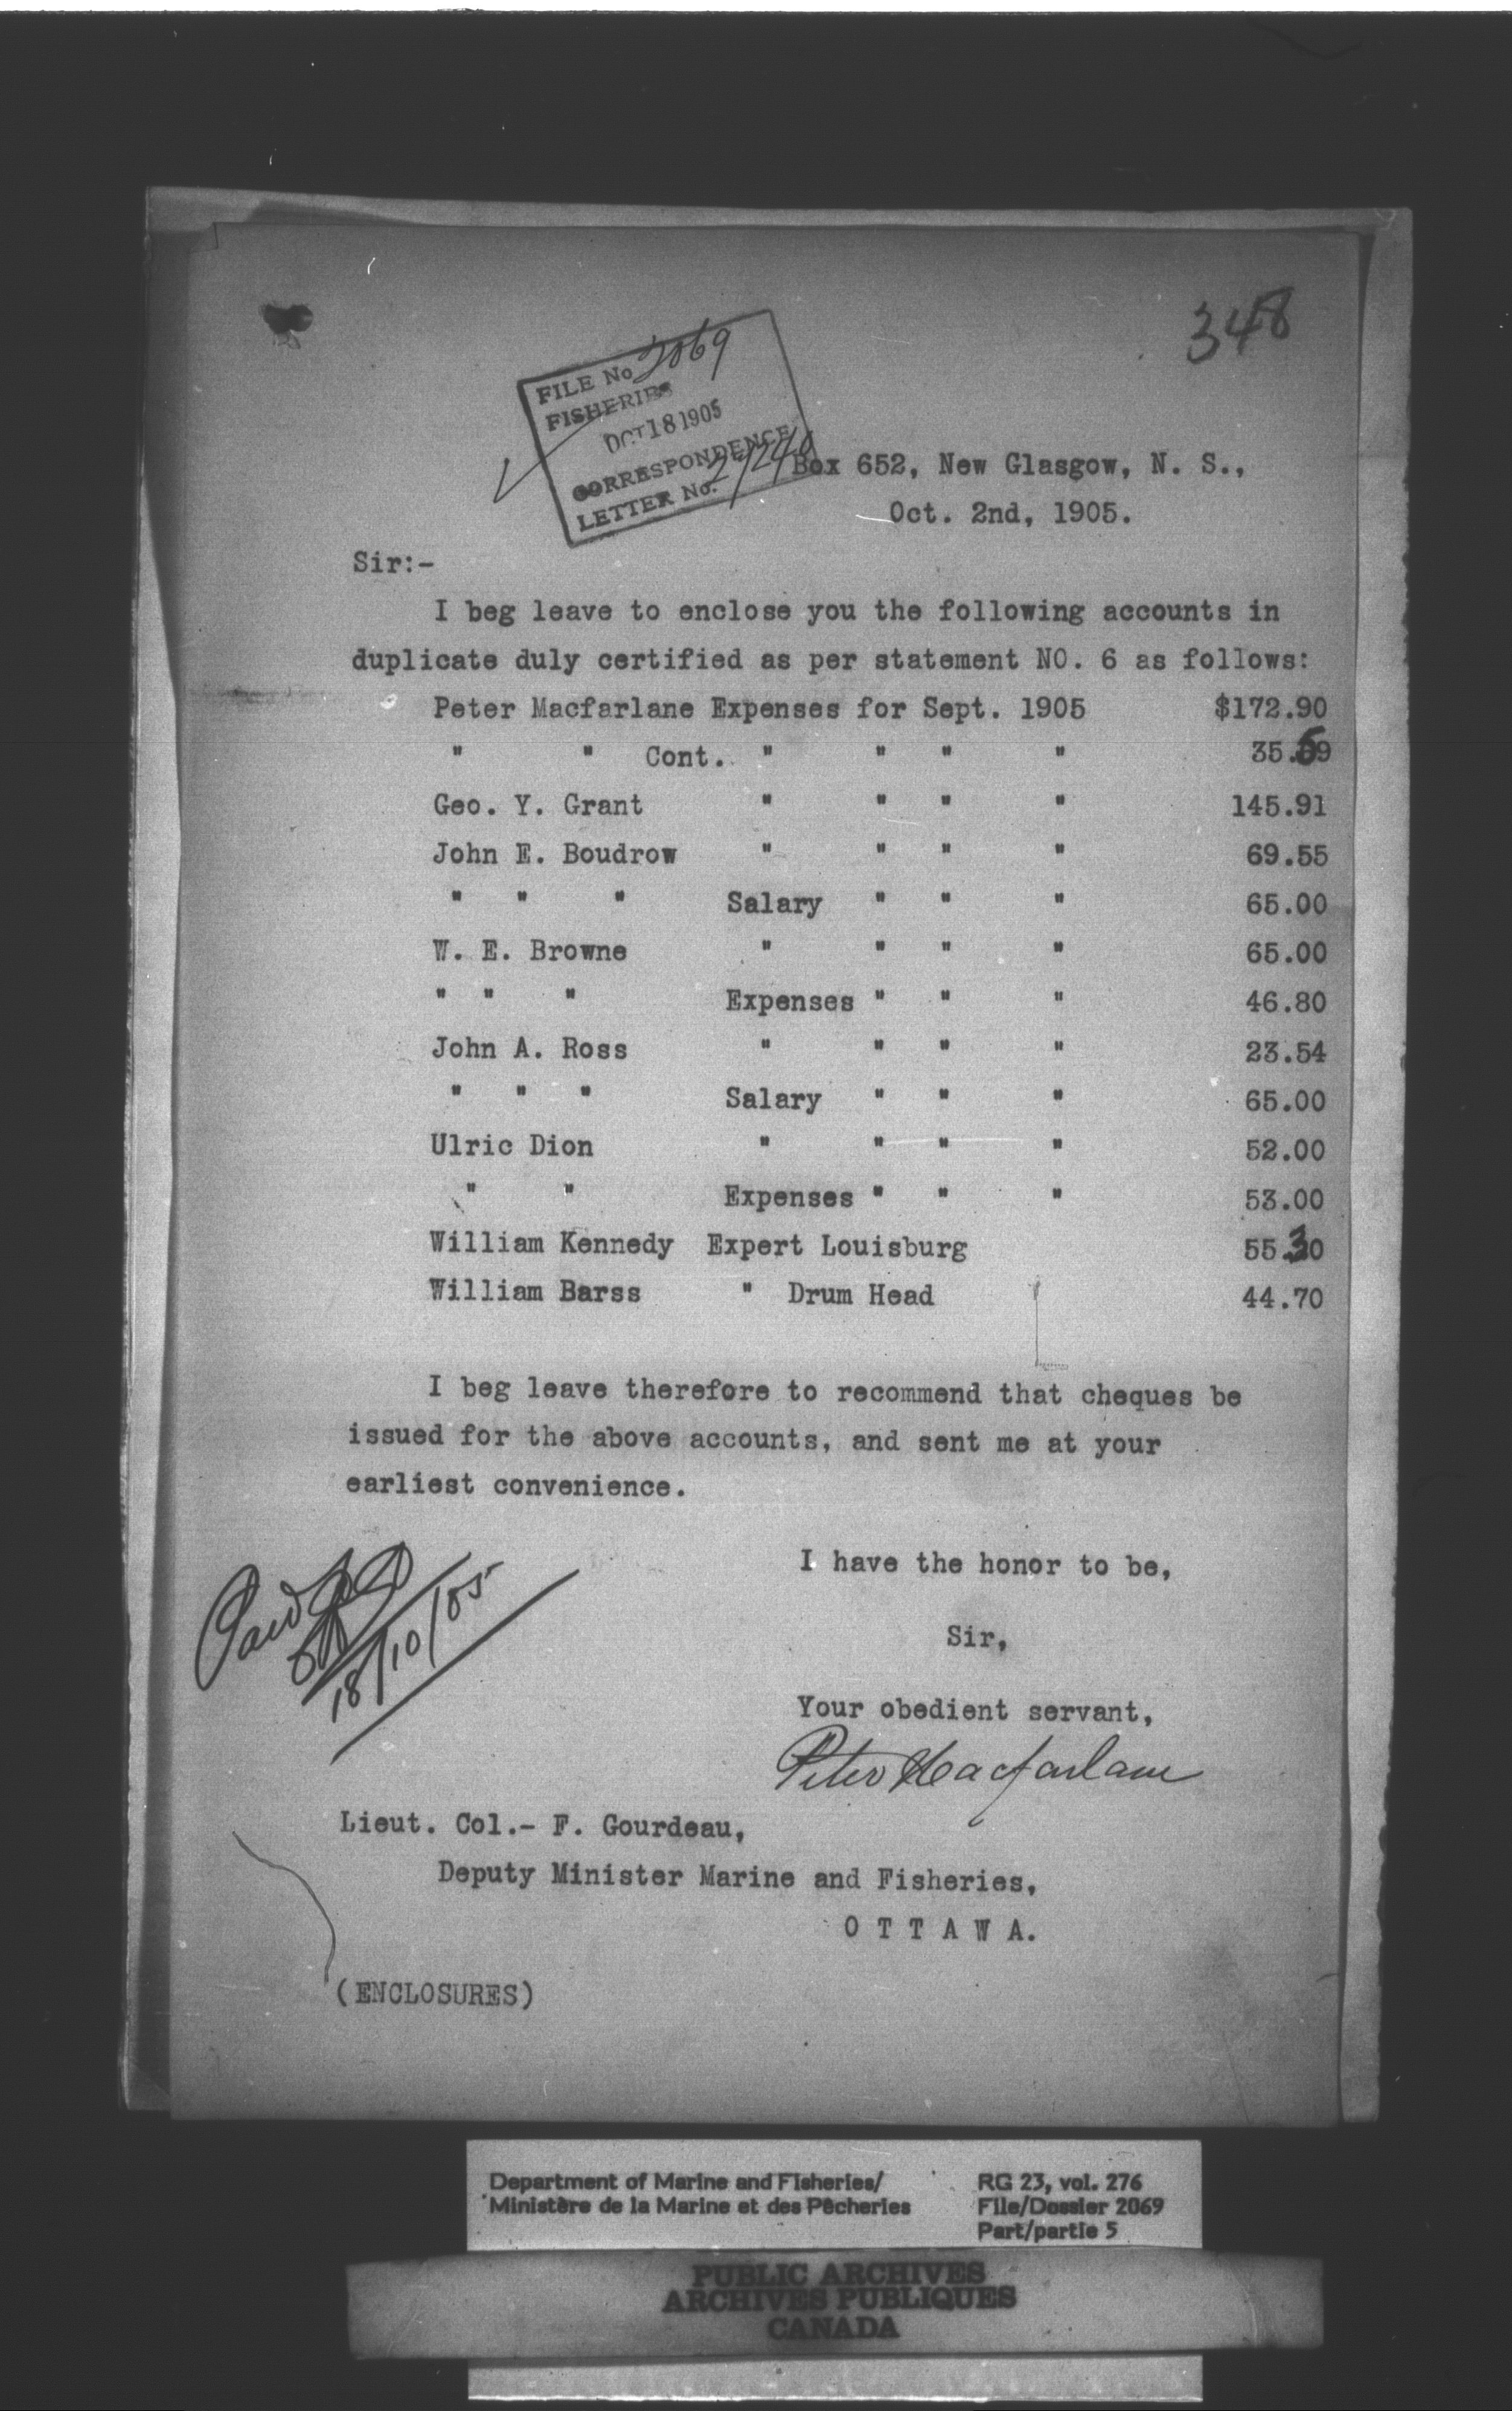 348
FILE No. 2069
FISHERIES
OCT 18 1905
CORRESPONDENCE
LETTER No.
Box 652, New Glasgow, N. S.,
Oct. 2nd, 1905.
Sir:-
I beg leave to enclose you the following accounts in
duplicate duly certified as per statement NO. 6 as follows:
Peter Macfarlane Expenses for Sept. 1905 $172.90
" " Cont. " " " " 35.69
Geo. Y. Grant " " " " 145.91
John E. Boudrow " " " " 69.55
" " " Salary " " " 65.00
W. E. Browne " " " " 65.00
" " " Expenses " " " 46.80
John A. Ross " " " " 23.54
" " " Salary " " " 65.00
Ulric Dion " " " " 52.00
" " Expenses " " " 53.00
William Kennedy Expert Louisburg 55.30
William Barss " Drum Head 44.70
I beg leave therefore to recommend that cheques be
issued for the above accounts, and sent me at your
earliest convenience.
I have the honor to be,
Sir,
Your obedient servant,
Peter Macfarlane
Paid
18/10/05
Lieut. Col.- F. Gourdeau,
Deputy Minister Marine and Fisheries,
O T T A W A.
(ENCLOSURES)
Department of Marine and Fisheries/ RG 23, vol. 276
Ministère de la Marine et des Pêcheries File/Dossier 2069
Part/partie 5
PUBLIC ARCHIVES
ARCHIVES PUBLIQUES
CANADA